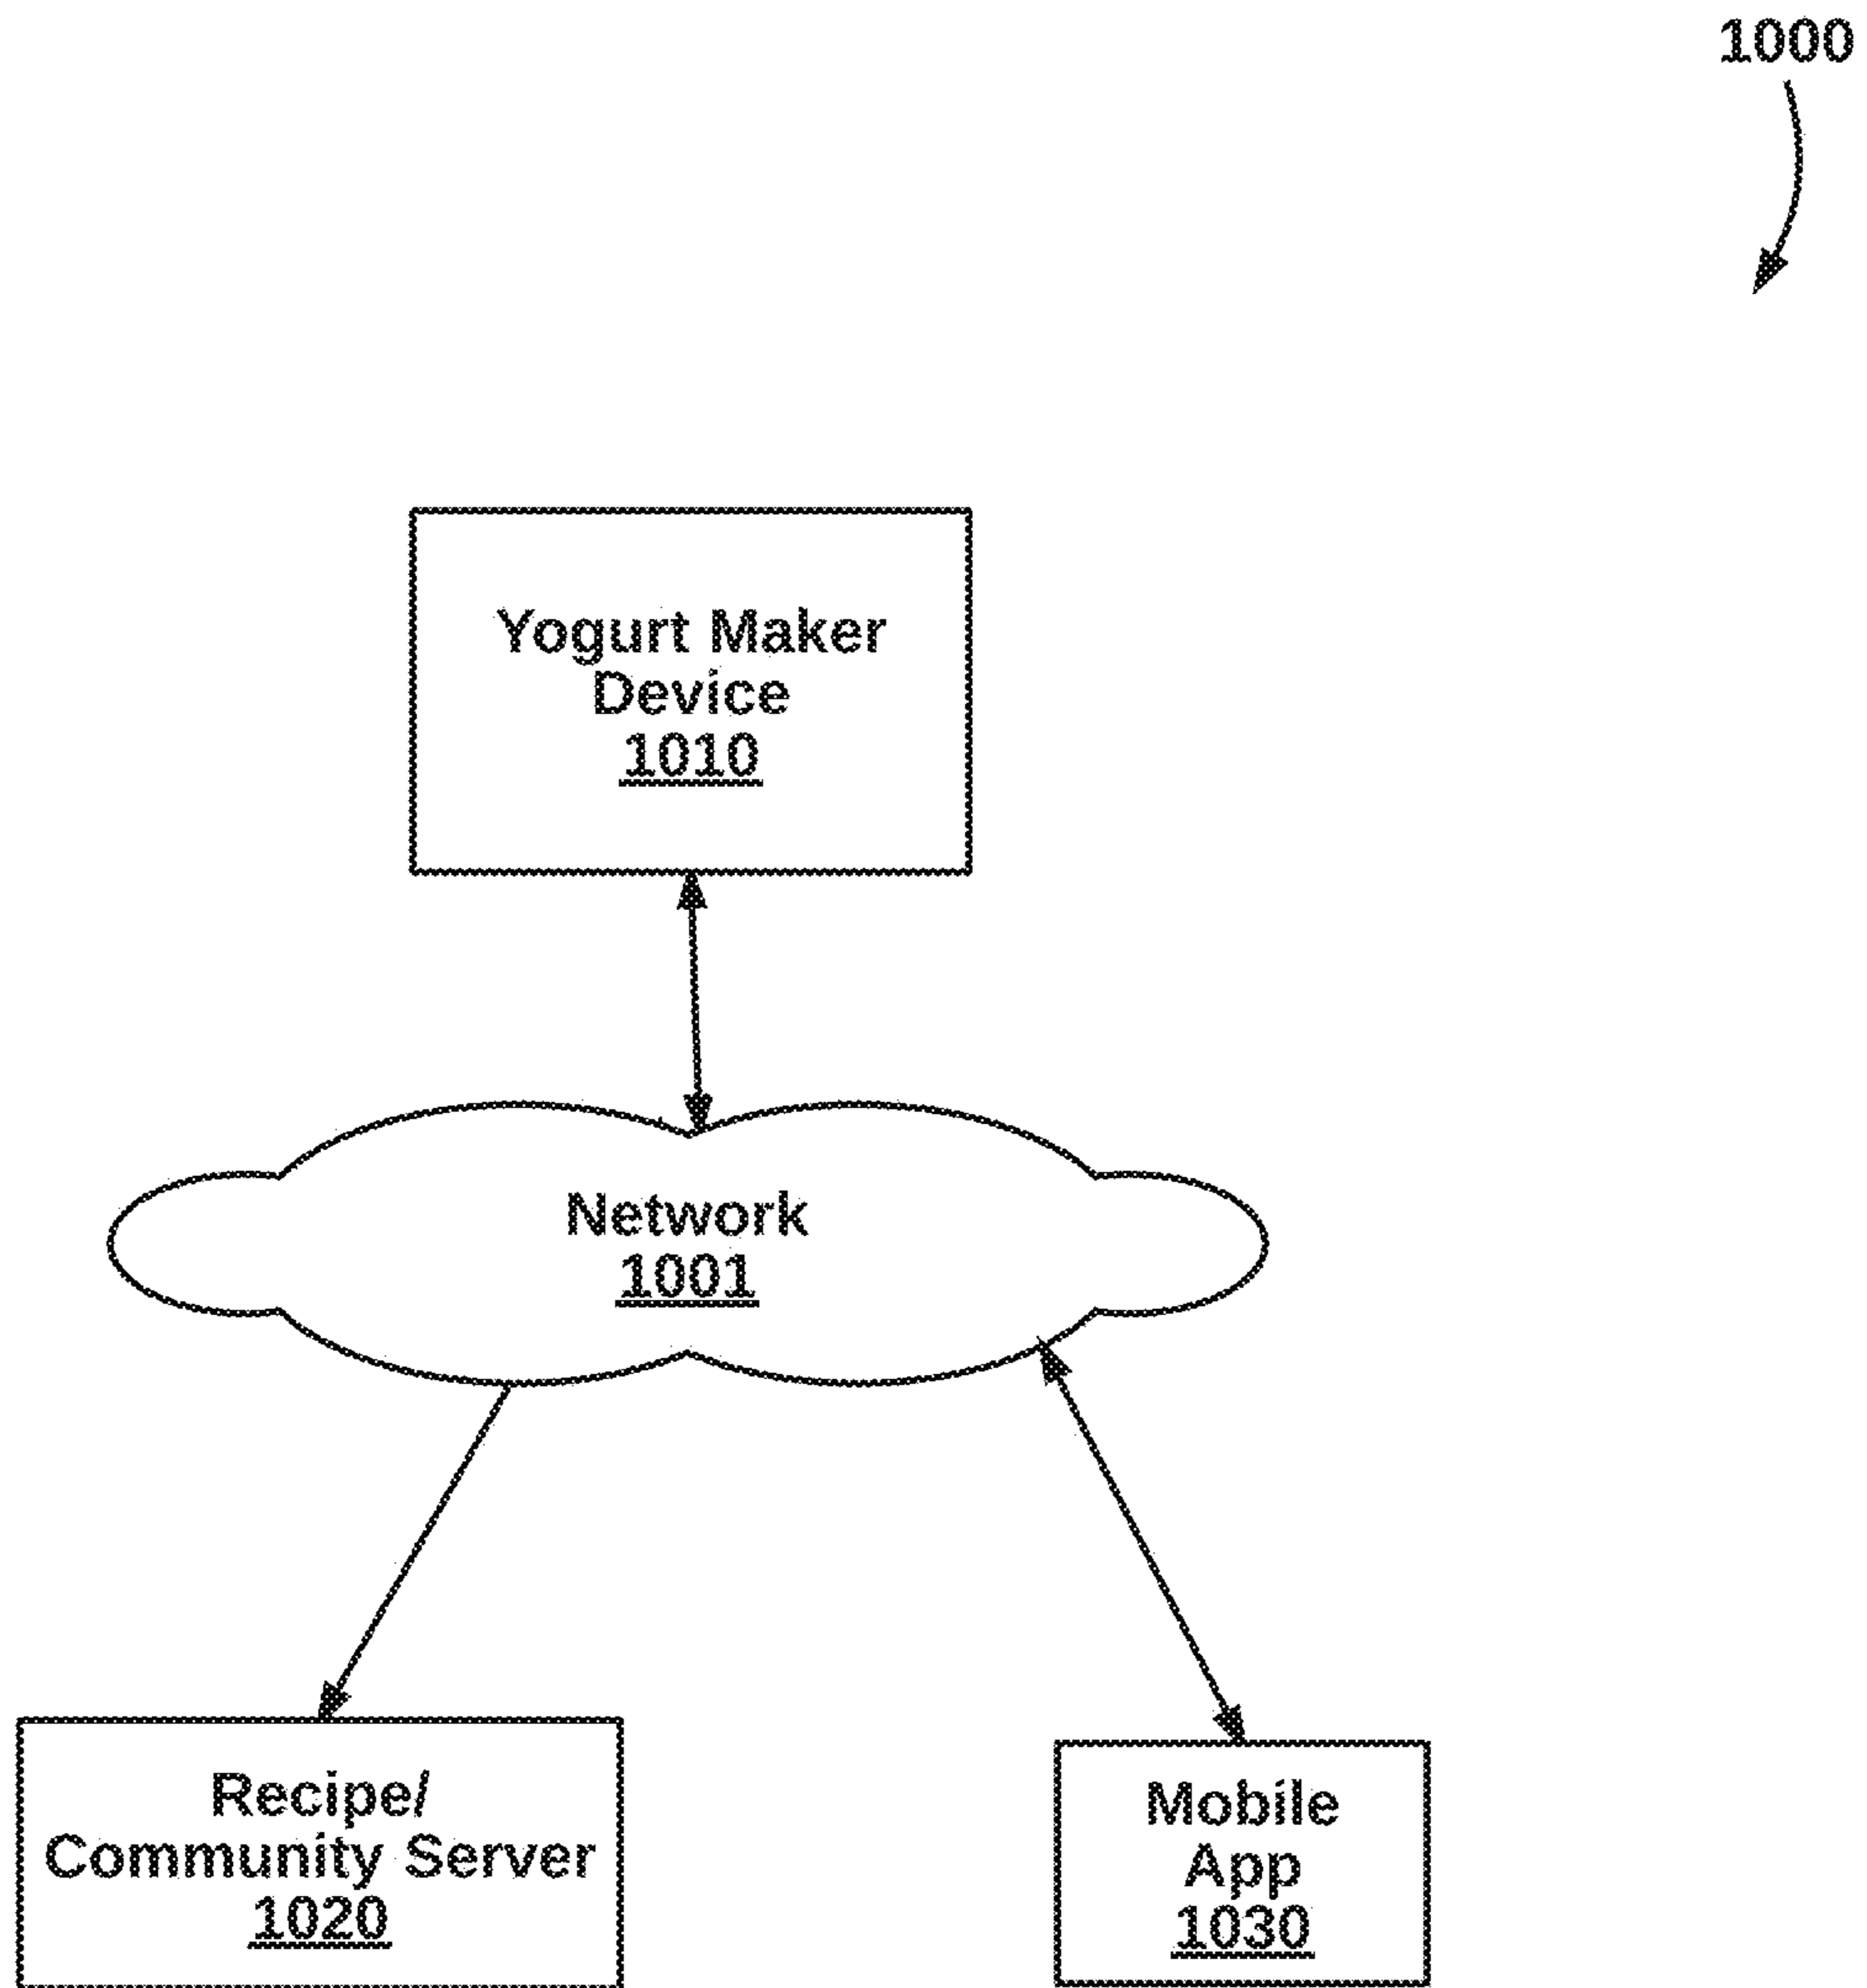 1000
Yogurt Maker
Device
1010
Network
1001
Recipe/
Community Server
1020
Mobile
App
1030